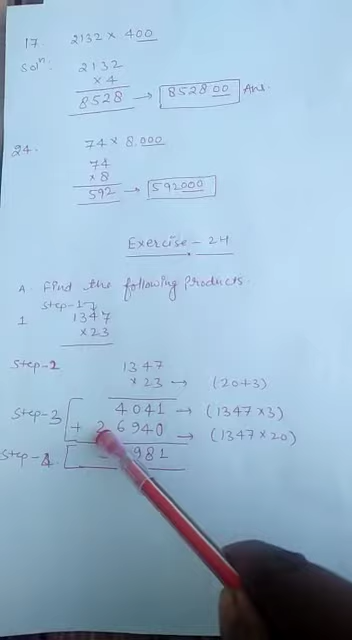 17. 2132 × 400
Solⁿ: 2132
× 4
8528 → 852800 Ans.
24. 74 × 8,000
74
× 8
592 → 592000
Exercise - 24
A. Find the following products.
Step-1
1 1347
× 23
Step-2 1347
× 23 → (20+3)
Step-3 4041 → (1347 × 3)
+ 26940 → (1347 × 20)
Step-4. 981